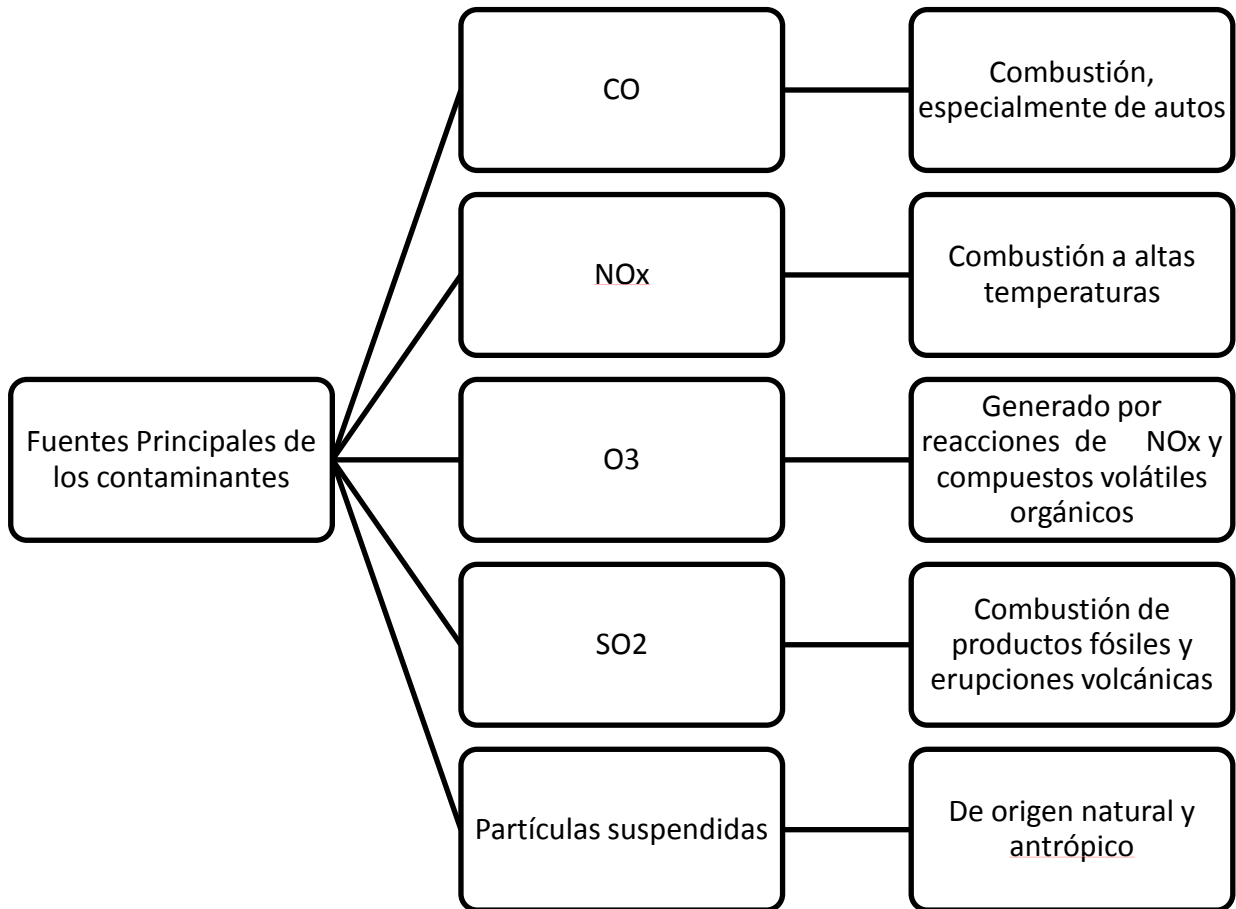 CO
Combustión,
especialmente de autos
NOx
Combustión a altas
temperaturas
Fuentes Principales de
los contaminantes
O3
Generado por
reacciones de NOx y
compuestos volátiles
orgánicos
SO2
Combustión de
productos fósiles y
erupciones volcánicas
Partículas suspendidas
De origen natural y
antrópico